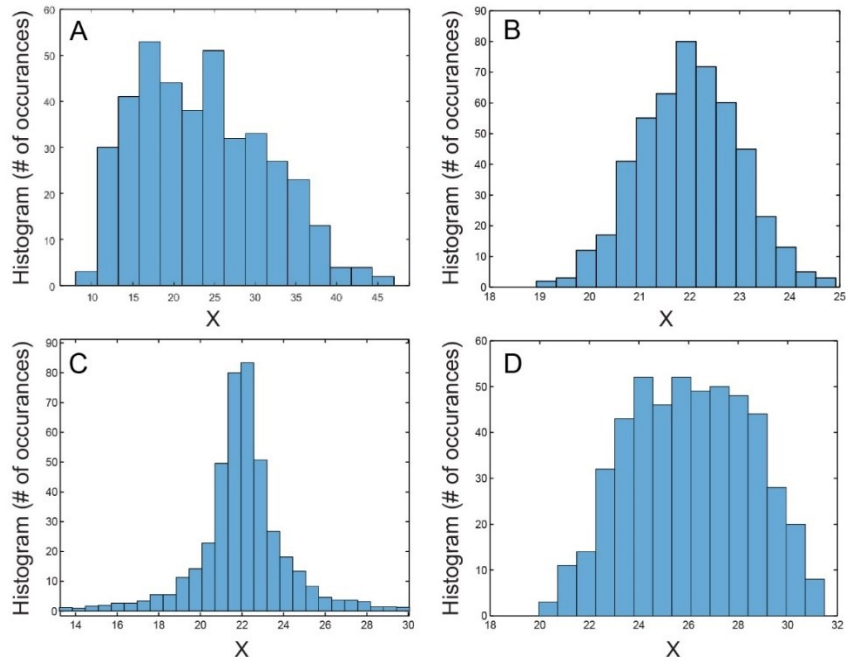 A
Histogram (# of occurances)
60
50
40
30
20
10
0
10 15 20 25 30 35 40 45
X
B
Histogram (# of occurances)
90
80
70
60
50
40
30
20
10
0
18 19 20 21 22 23 24 25
X
C
Histogram (# of occurances)
90
80
70
60
50
40
30
20
10
0
14 16 18 20 22 24 26 28 30
X
D
Histogram (# of occurances)
60
50
40
30
20
10
0
18 20 22 24 26 28 30 32
X